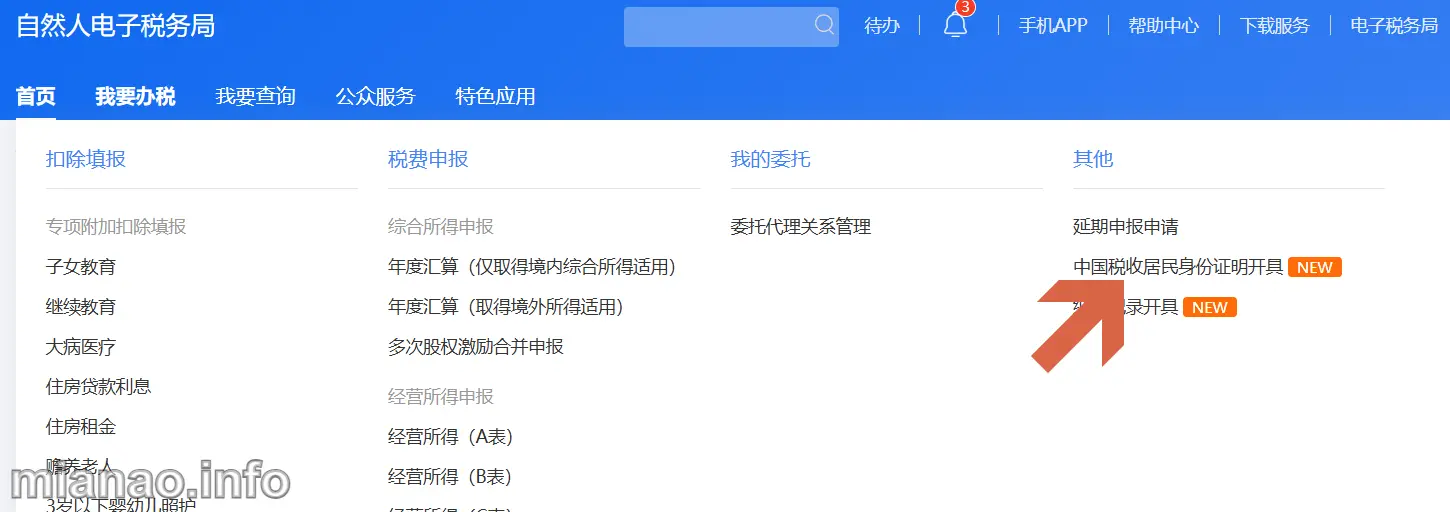 自然人电子税务局
待办
3
手机APP
帮助中心
下载服务
电子税务局
首页
我要办税
我要查询
公众服务
特色应用
扣除填报
专项附加扣除填报
子女教育
继续教育
大病医疗
住房贷款利息
住房租金
赡养老人
3岁以下婴幼儿照护
税费申报
综合所得申报
年度汇算（仅取得境内综合所得适用）
年度汇算（取得境外所得适用）
多次股权激励合并申报
经营所得申报
经营所得（A表）
经营所得（B表）
我的委托
委托代理关系管理
其他
延期申报申请
中国税收居民身份证明开具 NEW
录开具 NEW
mianao.info